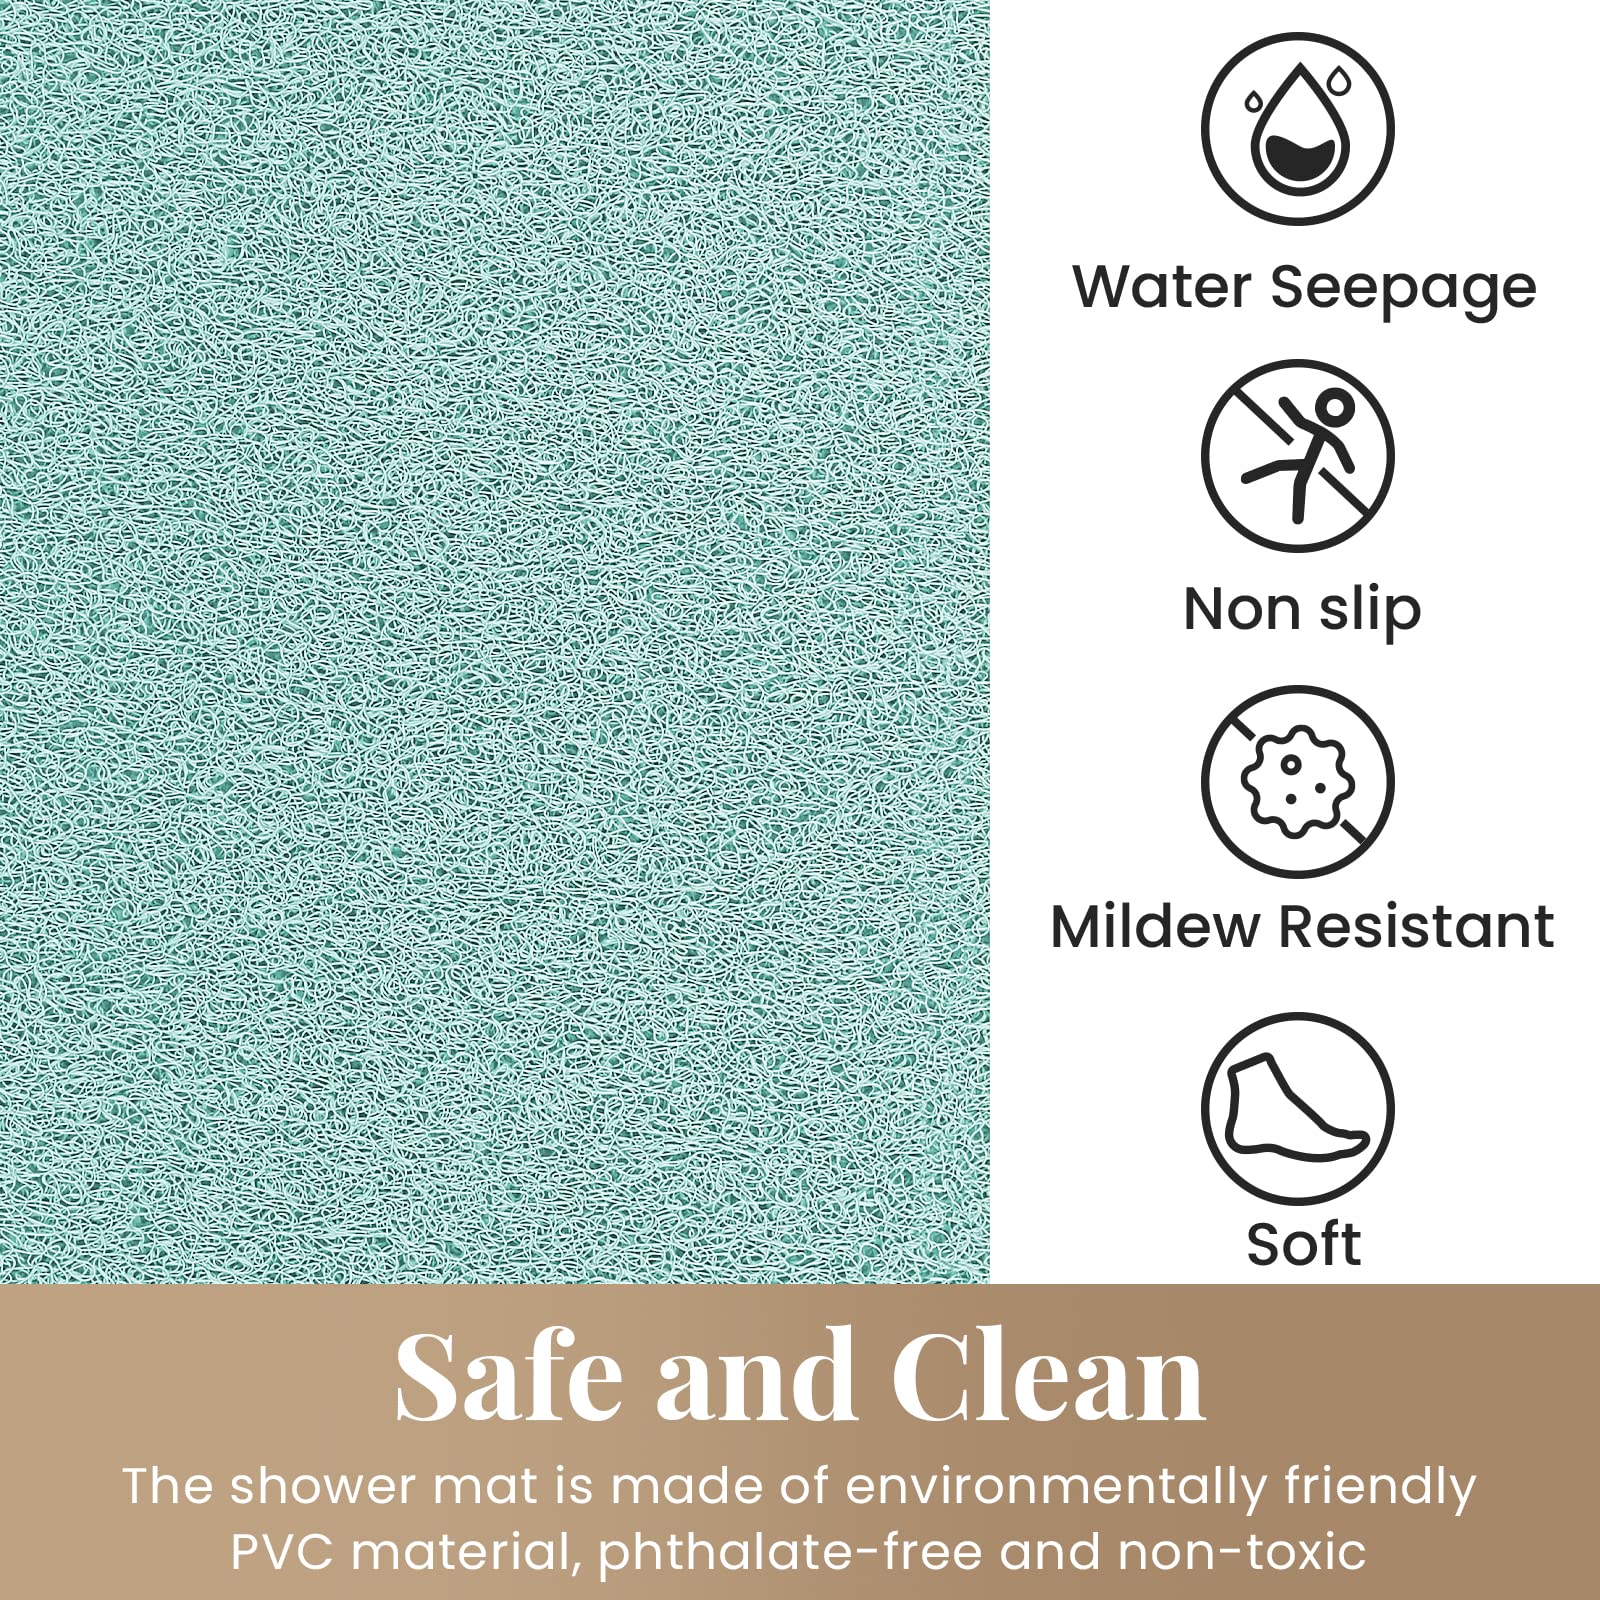 Water Seepage
Non slip
Mildew Resistant
Soft
Safe and Clean
The shower mat is made of environmentally friendly
PVC material, phthalate-free and non-toxic